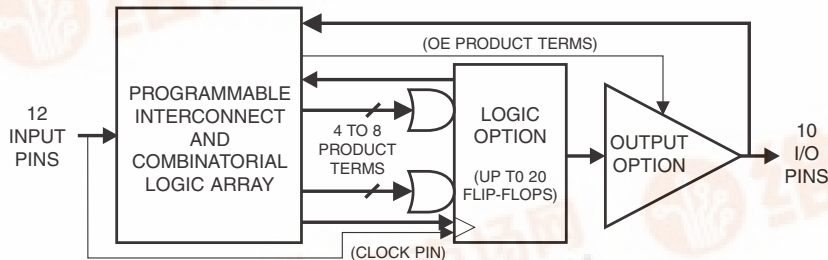 (OE PRODUCT TERMS)
12
INPUT
PINS
PROGRAMMABLE
INTERCONNECT
AND
COMBINATORIAL
LOGIC ARRAY
4 TO 8
PRODUCT
TERMS
LOGIC
OPTION
(UP T0 20
FLIP-FLOPS)
OUTPUT
OPTION
10
I/O
PINS
(CLOCK PIN)